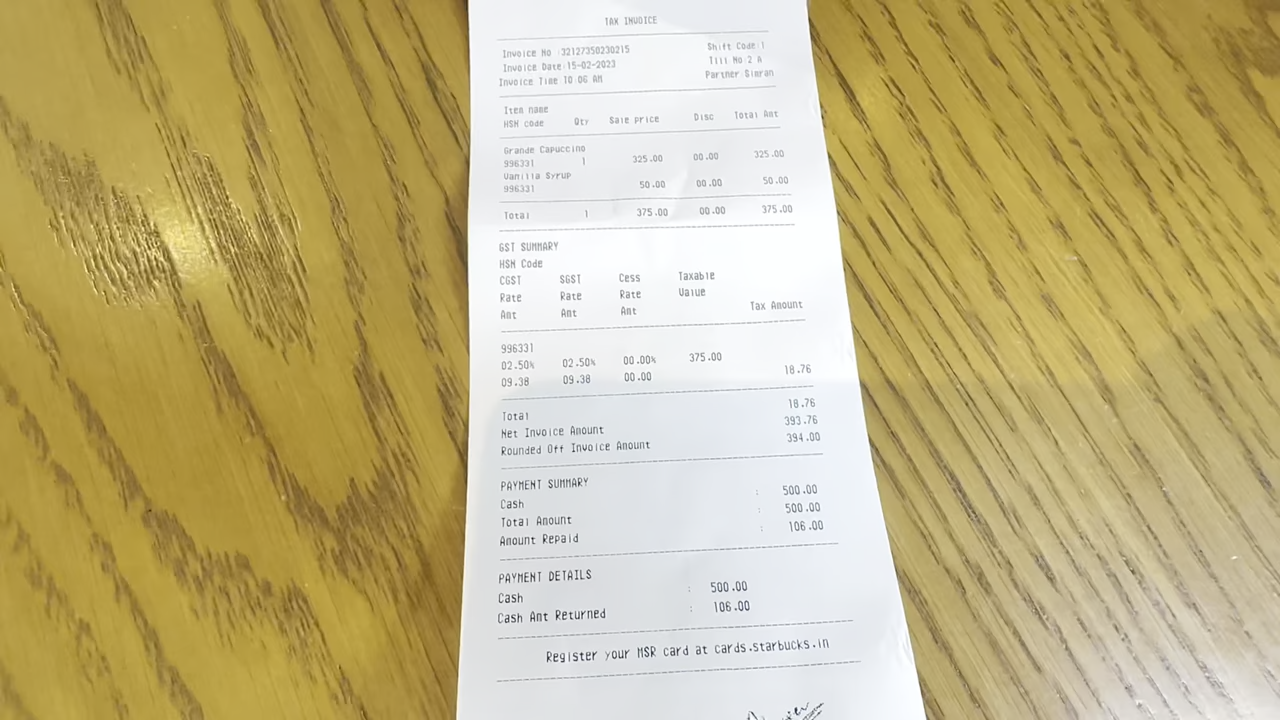 TAX INVOICE
Invoice No :32127350230215 Shift Code:1
Invoice Date:15-02-2023 Till No:2 A
Invoice Time 10:06 AM Partner Simran
Item name
HSN code Qty Sale price Disc Total Amt
Grande Capuccino
996331 1 325.00 00.00 325.00
Vanilla Syrup
996331 50.00 00.00 50.00
Total 1 375.00 00.00 375.00
GST SUMMARY
HSN Code
CGST SGST Cess Taxable
Rate Rate Rate Value
Amt Amt Amt Tax Amount
996331
02.50% 02.50% 00.00% 375.00
09.38 09.38 00.00 18.76
Total 18.76
Net Invoice Amount 393.76
Rounded Off Invoice Amount 394.00
PAYMENT SUMMARY
Cash : 500.00
Total Amount : 500.00
Amount Repaid : 106.00
PAYMENT DETAILS
Cash : 500.00
Cash Amt Returned : 106.00
Register your MSR card at cards.starbucks.in